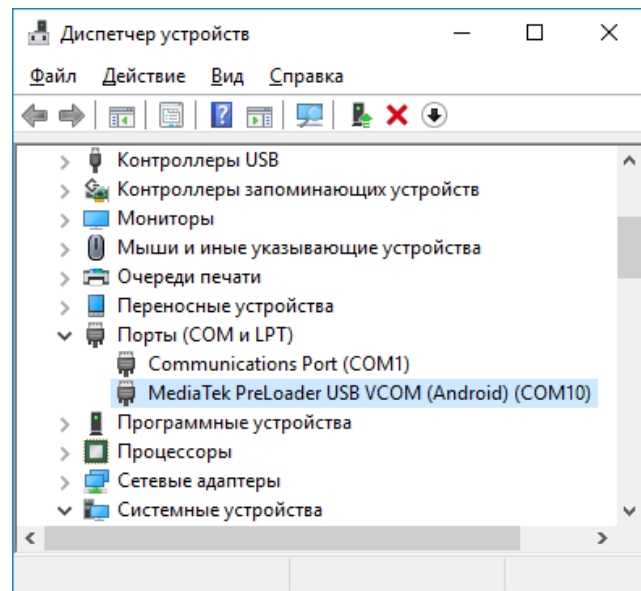 Диспетчер устройств
Файл Действие Вид Справка
Контроллеры USB
Контроллеры запоминающих устройств
Мониторы
Мыши и иные указывающие устройства
Очереди печати
Переносные устройства
Порты (COM и LPT)
Communications Port (COM1)
MediaTek PreLoader USB VCOM (Android) (COM10)
Программные устройства
Процессоры
Сетевые адаптеры
Системные устройства